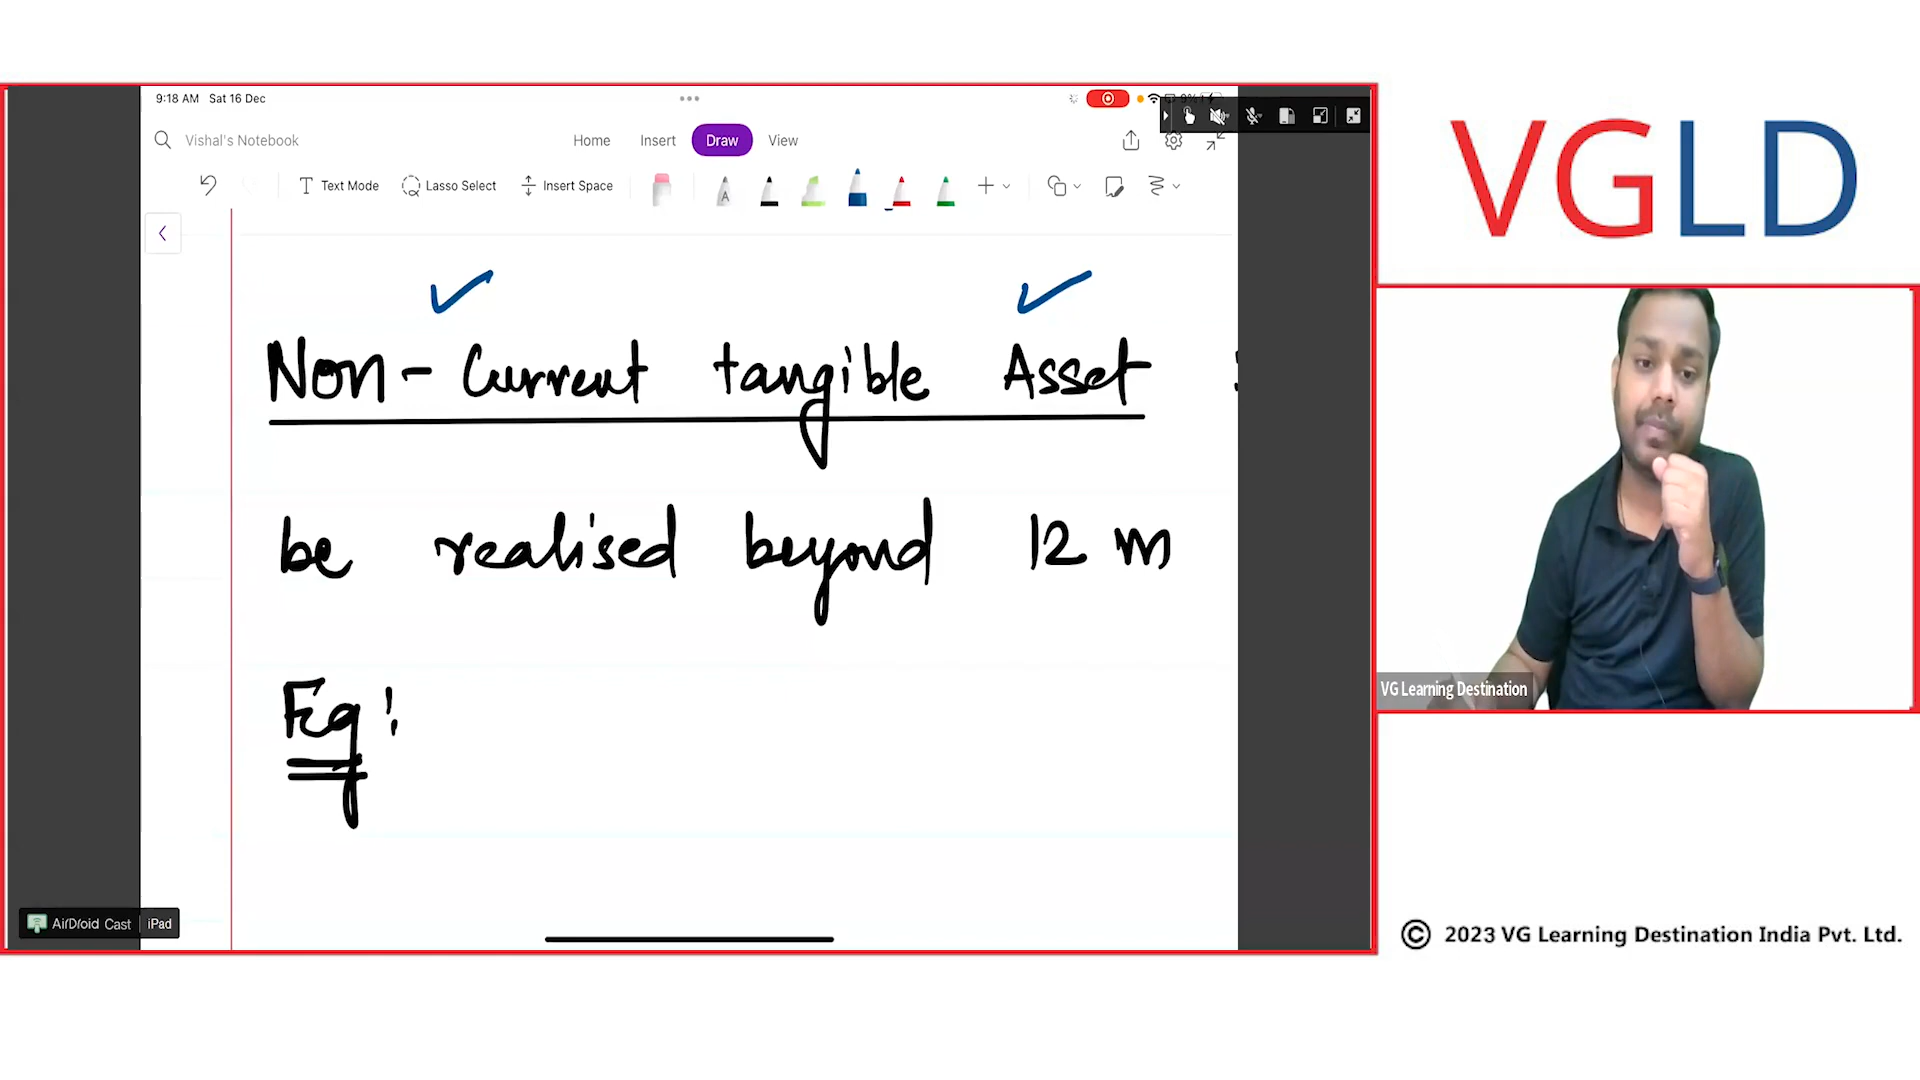 9:18 AM Sat 16 Dec
9%
Vishal's Notebook Home Insert Draw View
T Text Mode Lasso Select Insert Space A
VGLD
Non-Current tangible Asset :
be realised beyond 12 m
Eg :
VG Learning Destination
AirDroid Cast iPad
© 2023 VG Learning Destination India Pvt. Ltd.